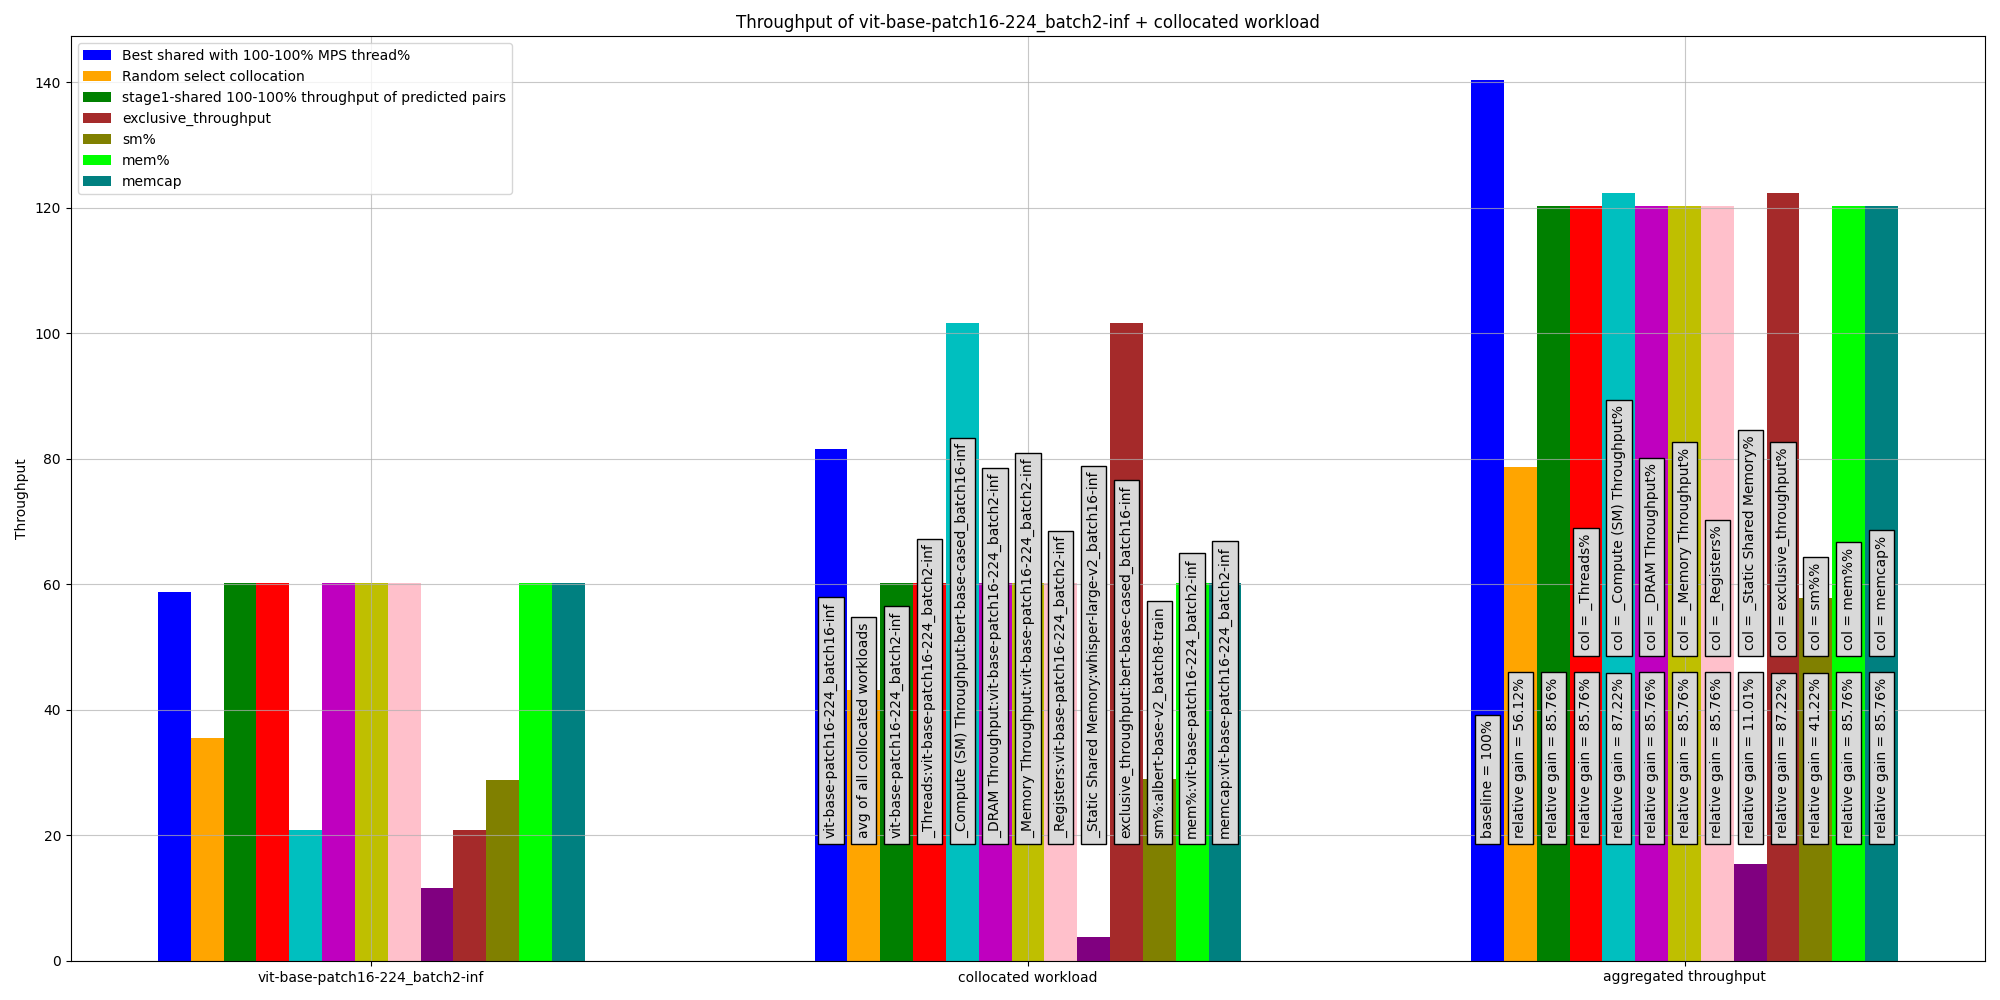 Throughput of vit-base-patch16-224_batch2-inf + collocated workload
Best shared with 100-100% MPS thread%
Random select collocation
stage1-shared 100-100% throughput of predicted pairs
exclusive_throughput
sm%
mem%
memcap
Throughput
140
120
100
80
60
40
20
0
vit-base-patch16-224_batch16-inf
avg of all collocated workloads
vit-base-patch16-224_batch2-inf
_Threads:vit-base-patch16-224_batch2-inf
_Compute (SM) Throughput:bert-base-cased_batch16-inf
_DRAM Throughput:vit-base-patch16-224_batch2-inf
_Memory Throughput:vit-base-patch16-224_batch2-inf
_Registers:vit-base-patch16-224_batch2-inf
_Static Shared Memory:whisper-large-v2_batch16-inf
exclusive_throughput:bert-base-cased_batch16-inf
sm%:albert-base-v2_batch8-train
mem%:vit-base-patch16-224_batch2-inf
memcap:vit-base-patch16-224_batch2-inf
col = _Threads%
col = _Compute (SM) Throughput%
col = _DRAM Throughput%
col = _Memory Throughput%
col = _Registers%
col = _Static Shared Memory%
col = exclusive_throughput%
col = sm%%
col = mem%%
col = memcap%
baseline = 100%
relative gain = 56.12%
relative gain = 85.76%
relative gain = 85.76%
relative gain = 87.22%
relative gain = 85.76%
relative gain = 85.76%
relative gain = 85.76%
relative gain = 11.01%
relative gain = 87.22%
relative gain = 41.22%
relative gain = 85.76%
relative gain = 85.76%
vit-base-patch16-224_batch2-inf
collocated workload
aggregated throughput